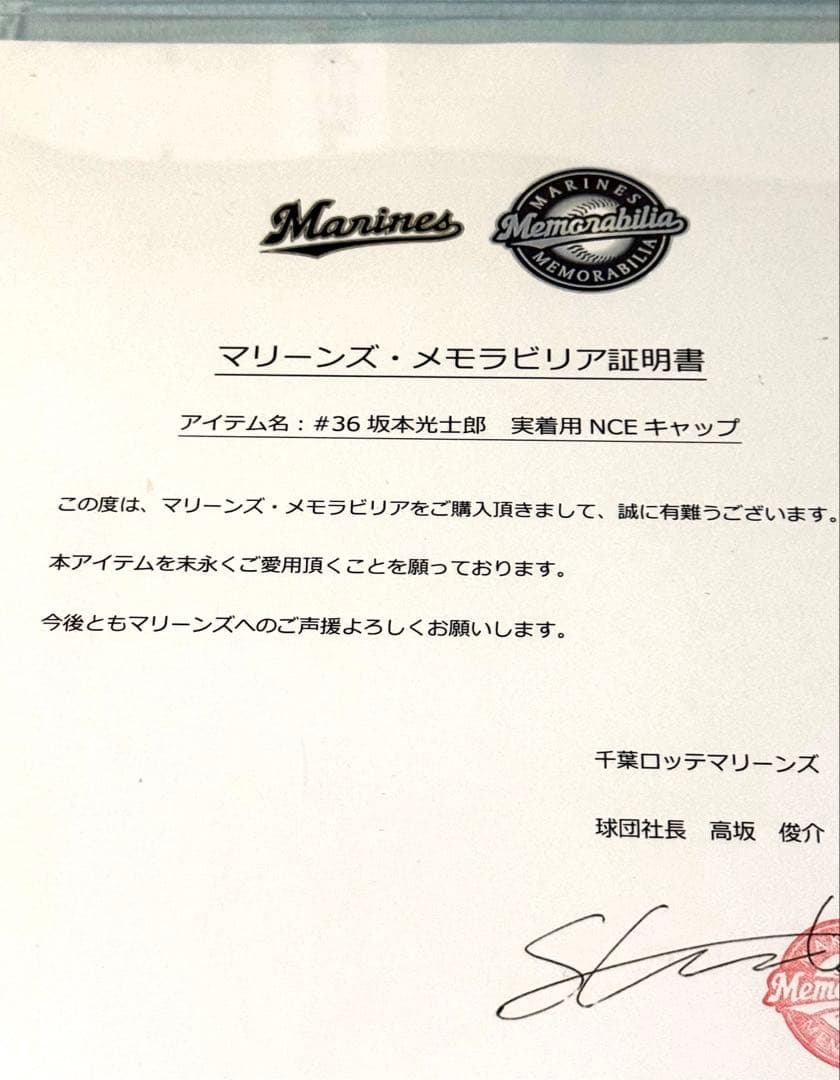 Marines
MARINES
Memorabilia
MEMORABILIA
マリーンズ・メモラビリア証明書
アイテム名：#36 坂本光士郎　実着用 NCE キャップ
この度は、マリーンズ・メモラビリアをご購入頂きまして、誠に有難うございます。
本アイテムを末永くご愛用頂くことを願っております。
今後ともマリーンズへのご声援よろしくお願いします。
千葉ロッテマリーンズ
球団社長　高坂　俊介